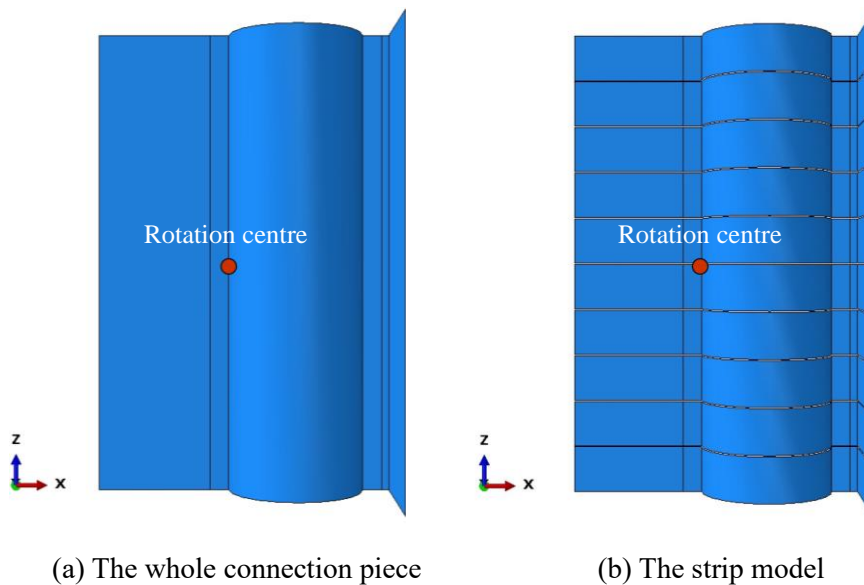 Rotation centre
Rotation centre
z
x
z
x
(a) The whole connection piece
(b) The strip model